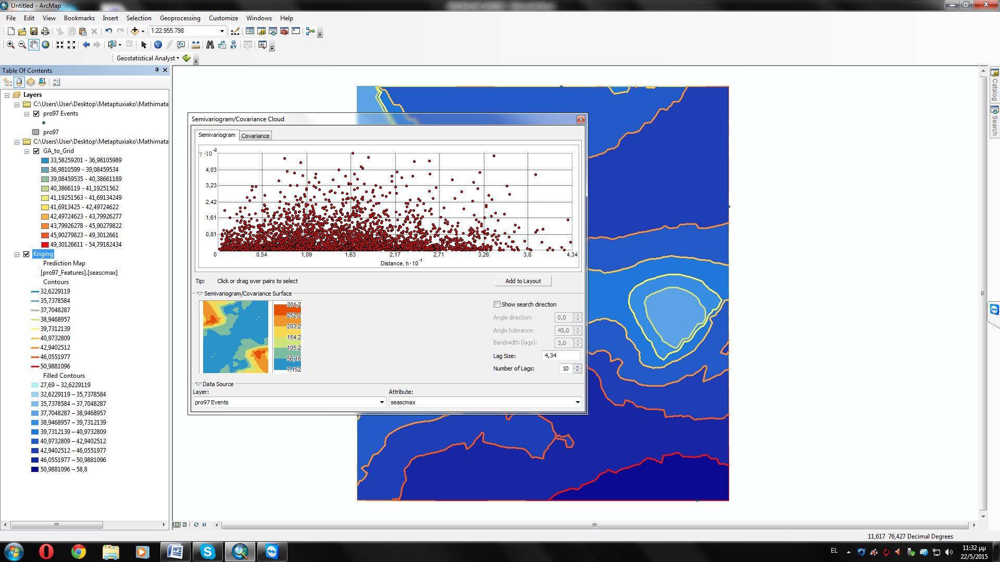 Untitled - ArcMap
File Edit View Bookmarks Insert Selection Geoprocessing Customize Windows Help
1:22.955.798
Geostatistical Analyst
Table Of Contents
Layers
C:\Users\User\Desktop\Metaptuxiako\Mathimata
pro97 Events
pro97
C:\Users\User\Desktop\Metaptuxiako\Mathimata
GA_to_Grid
33,58259201 - 36,98105989
36,9810599 - 39,08459534
39,08459535 - 40,38661189
40,3866119 - 41,19251562
41,19251563 - 41,69134249
41,6913425 - 42,49724622
42,49724623 - 43,79926277
43,79926278 - 45,90279822
45,90279823 - 49,3012661
49,30126611 - 54,79182434
Kriging
Prediction Map
[pro97_Features].[seascmax]
Contours
32,6229119
35,7378584
37,7048287
38,9468957
39,7312139
40,9732809
42,9402512
46,0551977
50,9881096
Filled Contours
27,69 – 32,6229119
32,6229119 – 35,7378584
35,7378584 – 37,7048287
37,7048287 – 38,9468957
38,9468957 – 39,7312139
39,7312139 – 40,9732809
40,9732809 – 42,9402512
42,9402512 – 46,0551977
46,0551977 – 50,9881096
50,9881096 – 58,8
Semivariogram/Covariance Cloud
Semivariogram Covariance
γ·10⁻²
4,03
3,23
2,42
1,61
0,81
0 0,54 1,09 1,63 2,17 2,71 3,26 3,8 4,34
Distance, h·10⁻¹
Tip: Click or drag over pairs to select
Add to Layout
Semivariogram/Covariance Surface
301,2
252,2
203,2
154,2
105,2
56,16
7,152
Show search direction
Angle direction: 0,0
Angle tolerance: 45,0
Bandwidth (lags): 3,0
Lag Size: 4,34
Number of Lags: 10
Data Source
Layer: Attribute:
pro97 Events seascmax
Catalog
Search
11,617 76,427 Decimal Degrees
EL
11:32 μμ
22/5/2015